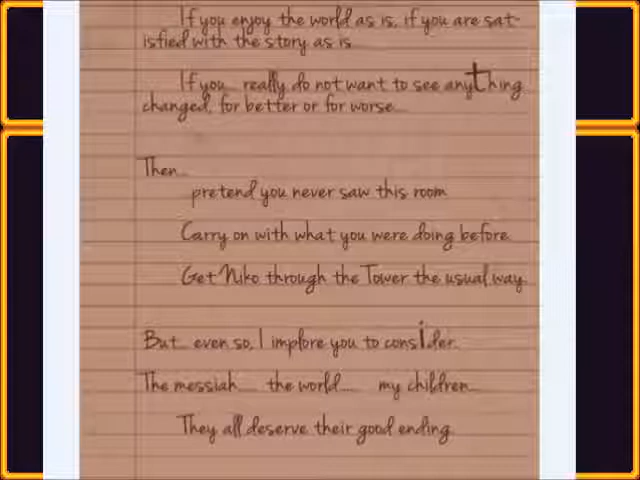 If you enjoy the world as is, if you are sat-
isfied with the story as is
If you... really do not want to see anything
changed, for better or for worse...
Then...
pretend you never saw this room
Carry on with what you were doing before
Get Niko through the Tower the usual way
But... even so, I implore you to consider.
The messiah... the world... my children...
They all deserve their good ending.